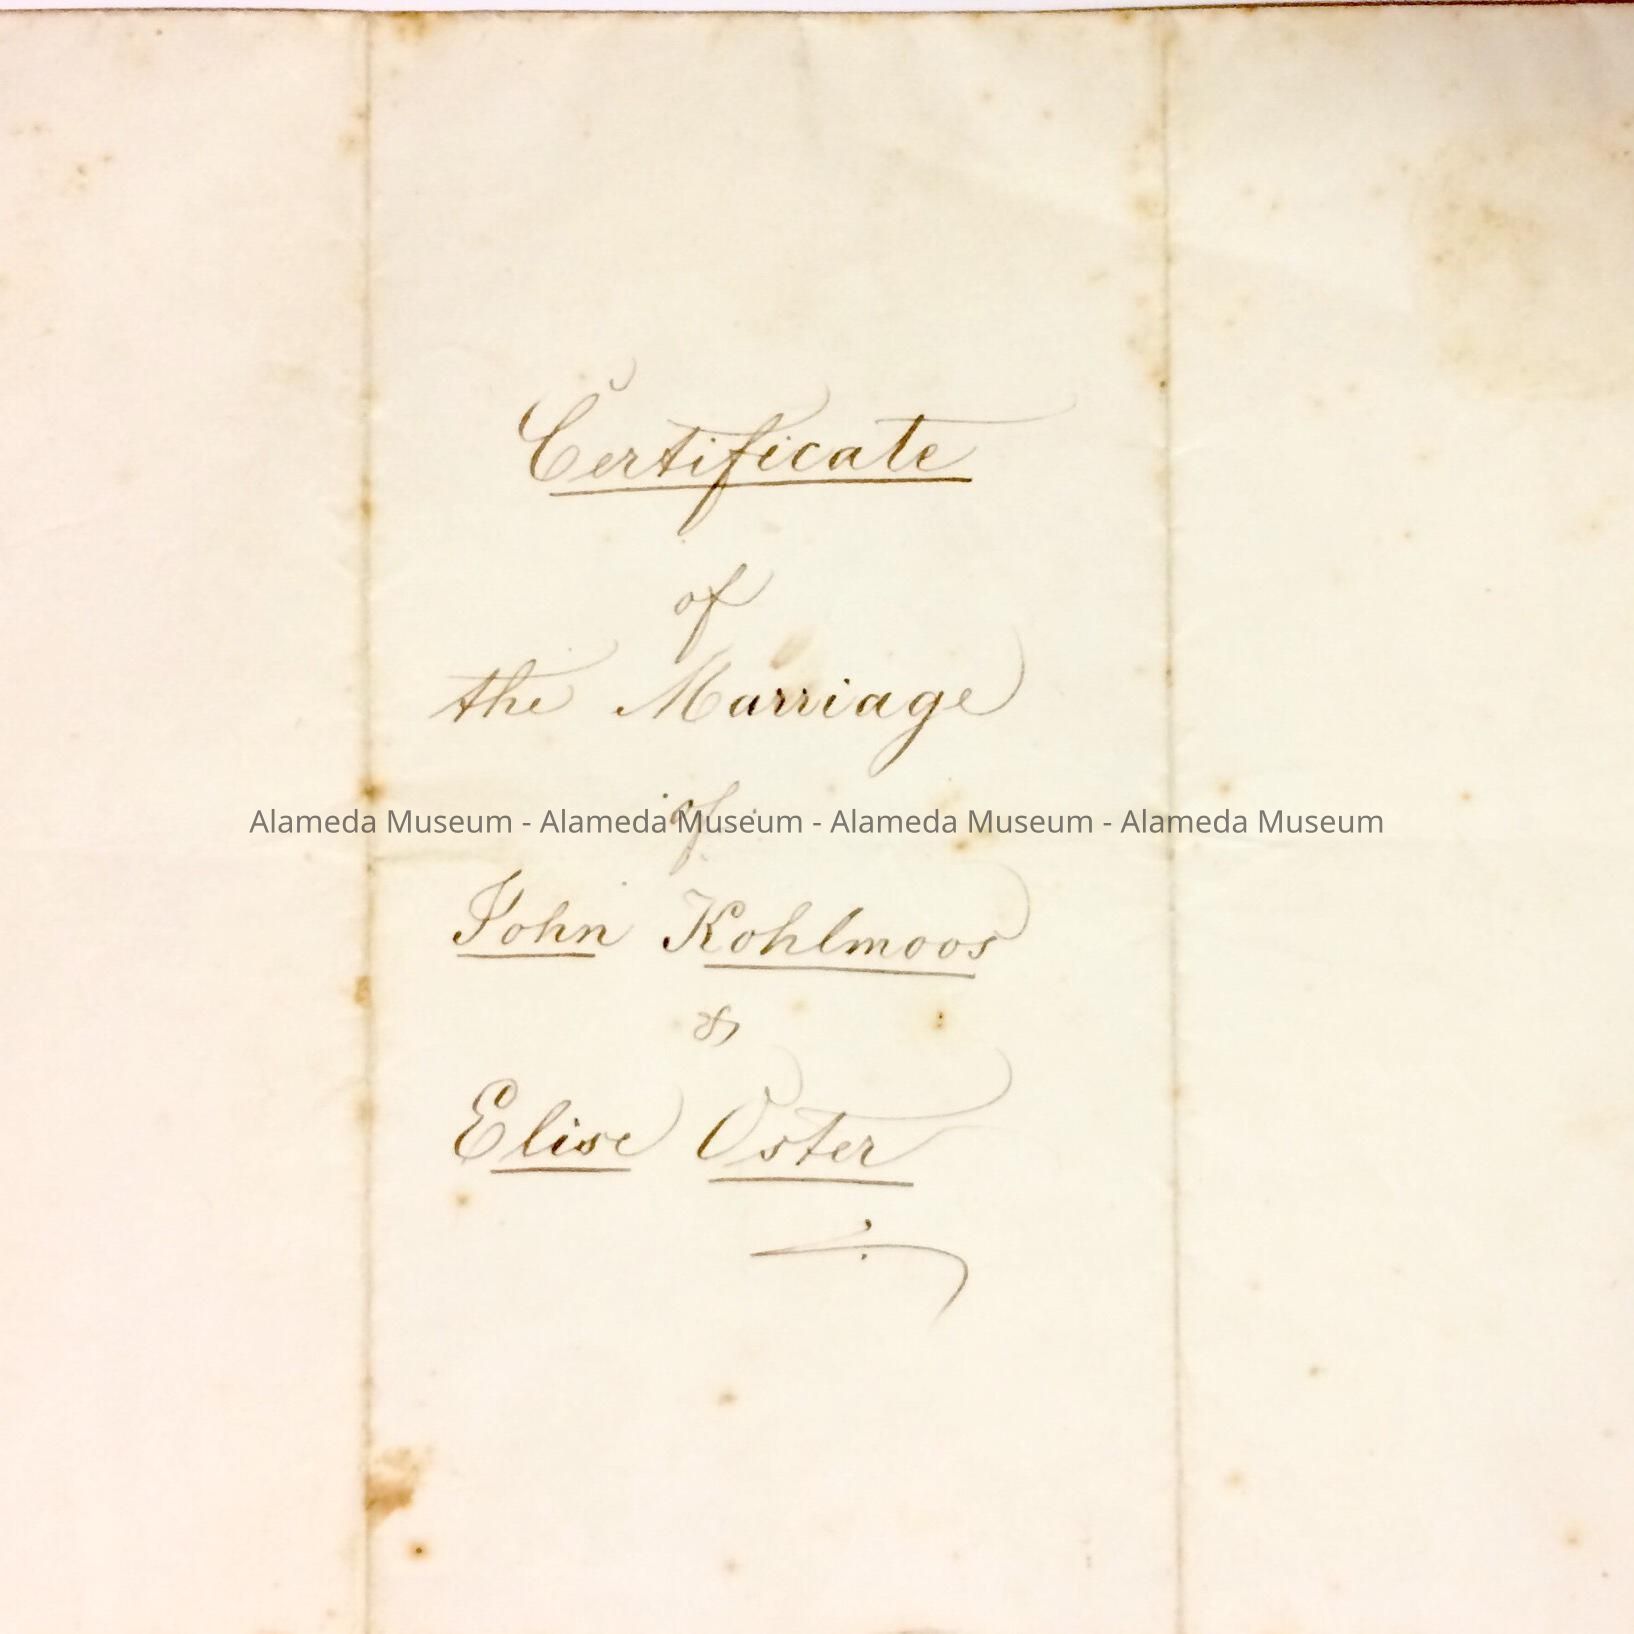 Certificate
of
the Marriage
of
Alameda Museum - Alameda Museum - Alameda Museum - Alameda Museum
John Kohlmoos
&
Elise Oster